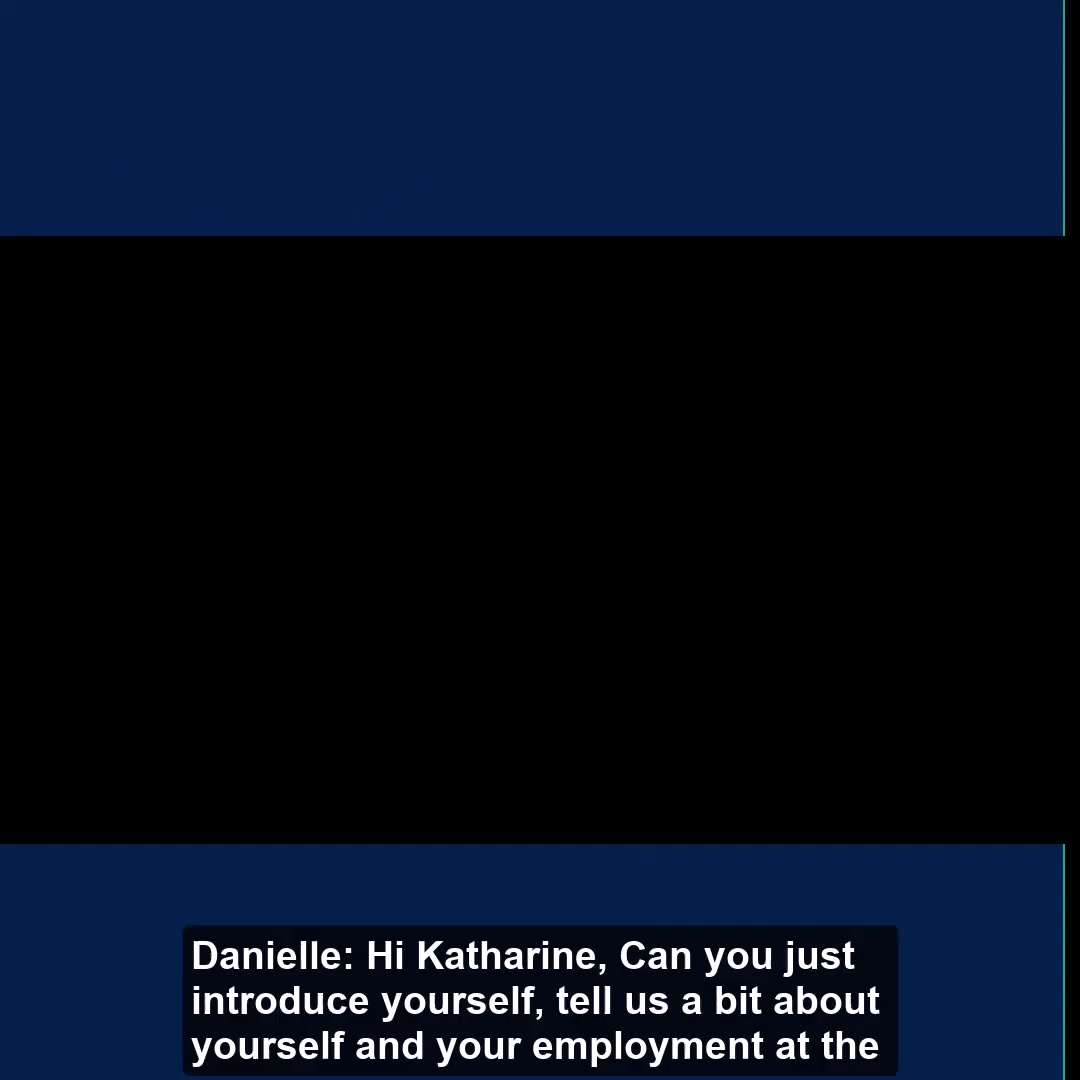 Danielle: Hi Katharine, Can you just
introduce yourself, tell us a bit about
yourself and your employment at the